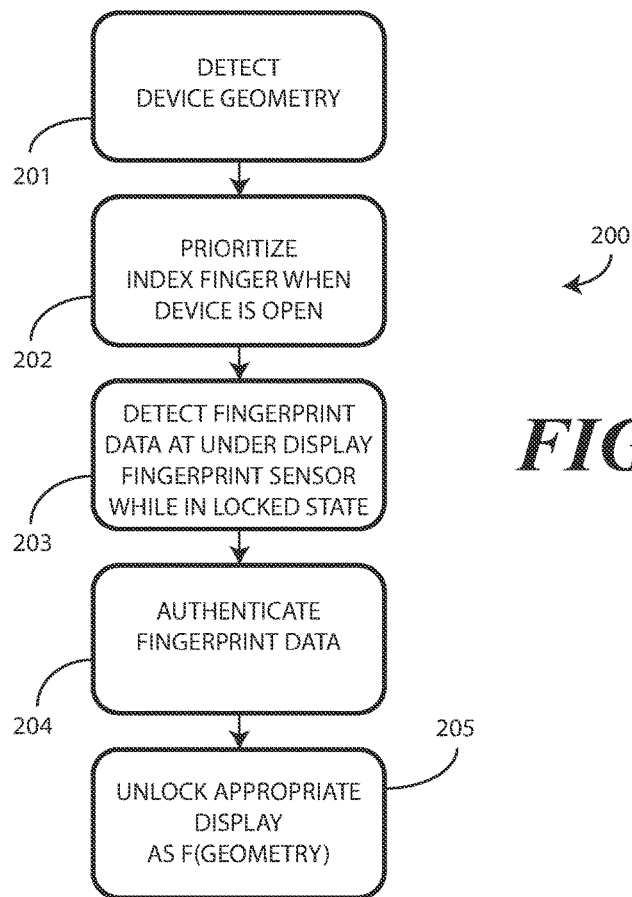 DETECT
DEVICE GEOMETRY
201
PRIORITIZE
INDEX FINGER WHEN
DEVICE IS OPEN
202
200
DETECT FINGERPRINT
DATA AT UNDER DISPLAY
FINGERPRINT SENSOR
WHILE IN LOCKED STATE
203
FIG
AUTHENTICATE
FINGERPRINT DATA
204
205
UNLOCK APPROPRIATE
DISPLAY
AS F(GEOMETRY)